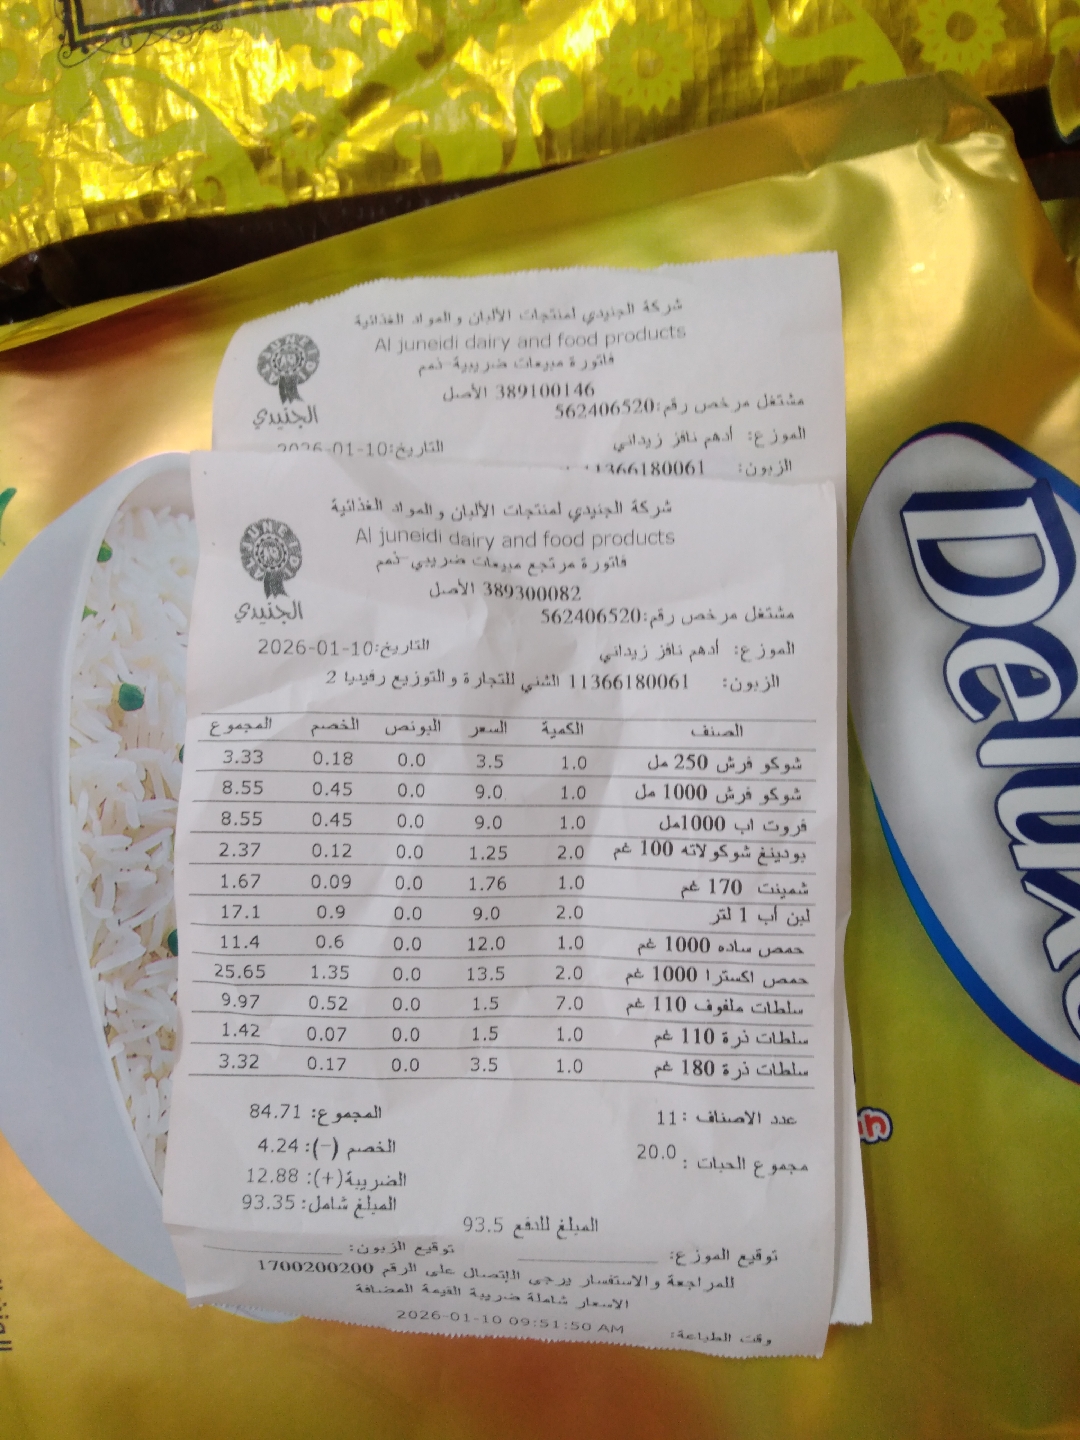 شركة الجنيدي لمنتجات الألبان والمواد الغذائية
Al juneidi dairy and food products
فاتورة مبيعات ضريبية-ذمم
389100146 الأصل
مشتغل مرخص رقم:562406520
الجنيدي
الموزع: أدهم نافز زيداني
التاريخ:2026-01-10
الزبون: 11366180061
شركة الجنيدي لمنتجات الألبان والمواد الغذائية
Al juneidi dairy and food products
فاتورة مرتجع مبيعات ضريبي-ذمم
389300082 الأصل
مشتغل مرخص رقم:562406520
الجنيدي
الموزع: أدهم نافز زيداني التاريخ:2026-01-10
الزبون: 11366180061 الشني للتجارة والتوزيع رفيديا 2
الصنف الكمية السعر البونص الخصم المجموع
شوكو فرش 250 مل 1.0 3.5 0.0 0.18 3.33
شوكو فرش 1000 مل 1.0 9.0 0.0 0.45 8.55
فروت اب 1000مل 1.0 9.0 0.0 0.45 8.55
بودينغ شوكولاته 100 غم 2.0 1.25 0.0 0.12 2.37
شمينت 170 غم 1.0 1.76 0.0 0.09 1.67
لبن أب 1 لتر 2.0 9.0 0.0 0.9 17.1
حمص ساده 1000 غم 1.0 12.0 0.0 0.6 11.4
حمص اكسترا 1000 غم 2.0 13.5 0.0 1.35 25.65
سلطات ملفوف 110 غم 7.0 1.5 0.0 0.52 9.97
سلطات ذرة 110 غم 1.0 1.5 0.0 0.07 1.42
سلطات ذرة 180 غم 1.0 3.5 0.0 0.17 3.32
عدد الاصناف :11 المجموع: 84.71
مجموع الحبات : 20.0 الخصم (-): 4.24
الضريبة(+): 12.88
المبلغ شامل: 93.35
المبلغ للدفع 93.5
توقيع الموزع: توقيع الزبون:
للمراجعة والاستفسار يرجى الإتصال على الرقم 1700200200
الاسعار شاملة ضريبة القيمة المضافة
وقت الطباعة: 2026-01-10 09:51:50 AM
Deluxe